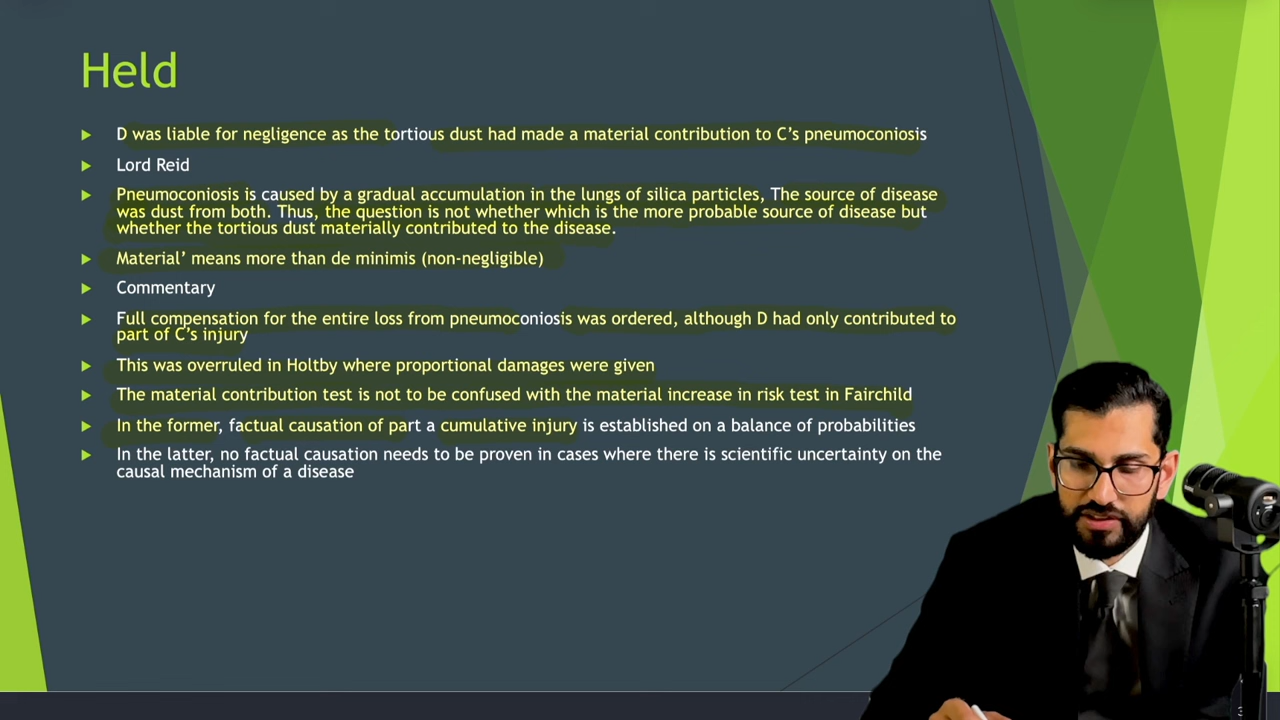 Held
D was liable for negligence as the tortious dust had made a material contribution to C's pneumoconiosis
Lord Reid
Pneumoconiosis is caused by a gradual accumulation in the lungs of silica particles, The source of disease
was dust from both. Thus, the question is not whether which is the more probable source of disease but
whether the tortious dust materially contributed to the disease.
Material' means more than de minimis (non-negligible)
Commentary
Full compensation for the entire loss from pneumoconiosis was ordered, although D had only contributed to
part of C's injury
This was overruled in Holtby where proportional damages were given
The material contribution test is not to be confused with the material increase in risk test in Fairchild
In the former, factual causation of part a cumulative injury is established on a balance of probabilities
In the latter, no factual causation needs to be proven in cases where there is scientific uncertainty on the
causal mechanism of a disease